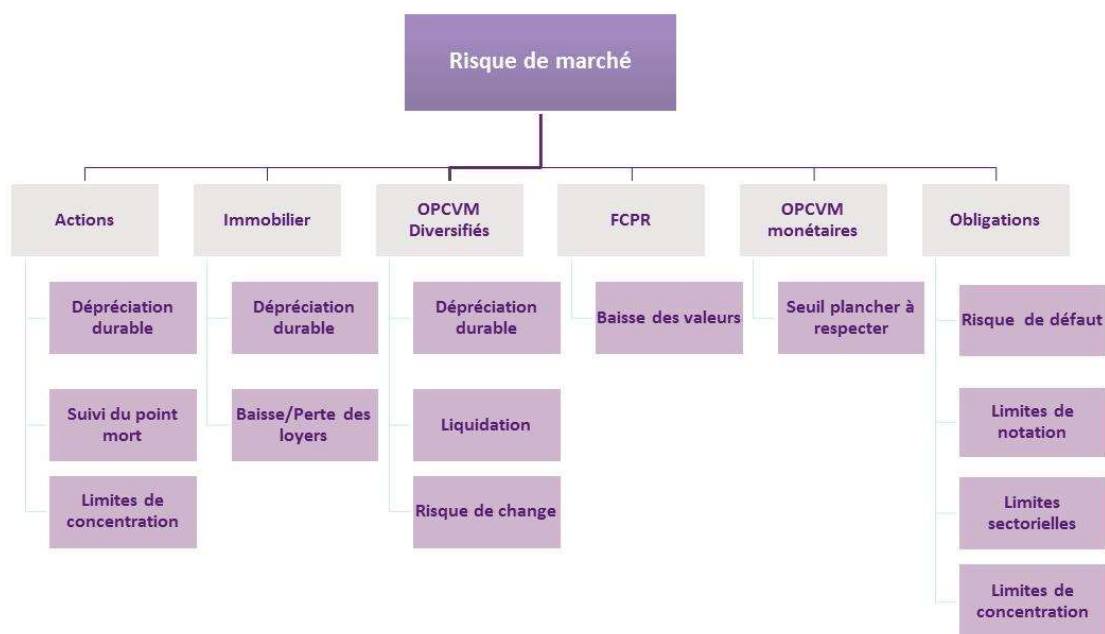 Risque de marché
Actions
Immobilier
OPCVM
Diversifiés
FCPR
OPCVM
monétaires
Obligations
Dépréciation
durable
Suivi du point
mort
Limites de
concentration
Dépréciation
durable
Baisse/Perte des
loyers
Dépréciation
durable
Liquidation
Risque de change
Baisse des valeurs
Seuil plancher à
respecter
Risque de défaut
Limites de
notation
Limites
sectorielles
Limites de
concentration